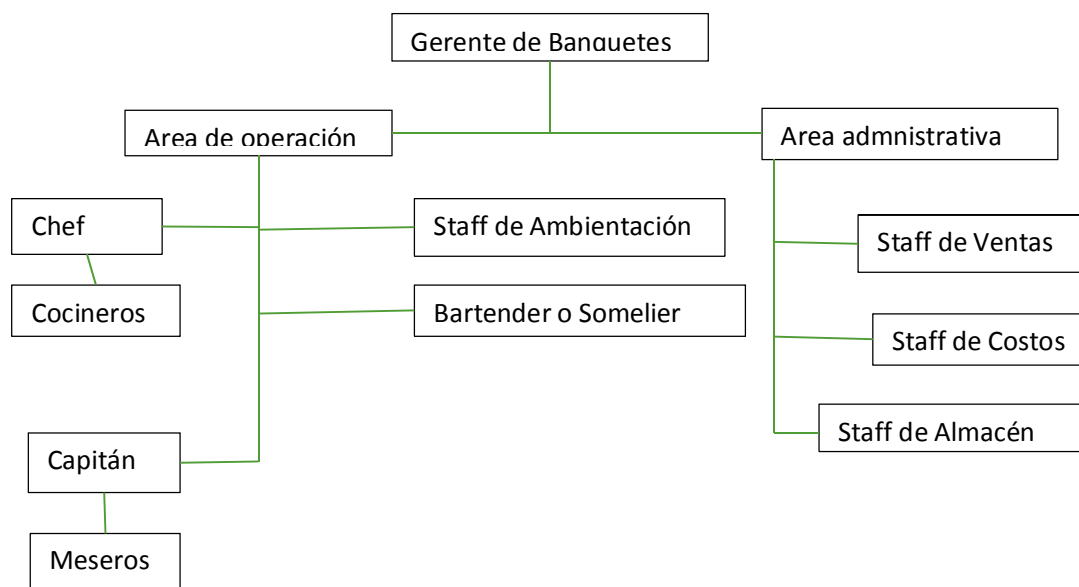 Gerente de Banquetes
Area de operación
Area admnistrativa
Chef
Staff de Ambientación
Staff de Ventas
Cocineros
Bartender o Somelier
Staff de Costos
Capitán
Staff de Almacén
Meseros